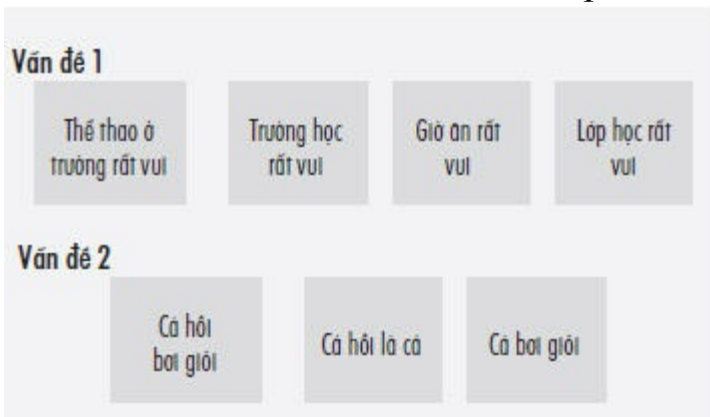 Vấn đề 1
Thể thao ở
trường rất vui
Trường học
rất vui
Giờ ăn rất
vui
Lớp học rất
vui
Vấn đề 2
Cá hồi
bơi giỏi
Cá hồi là cá
Cá bơi giỏi